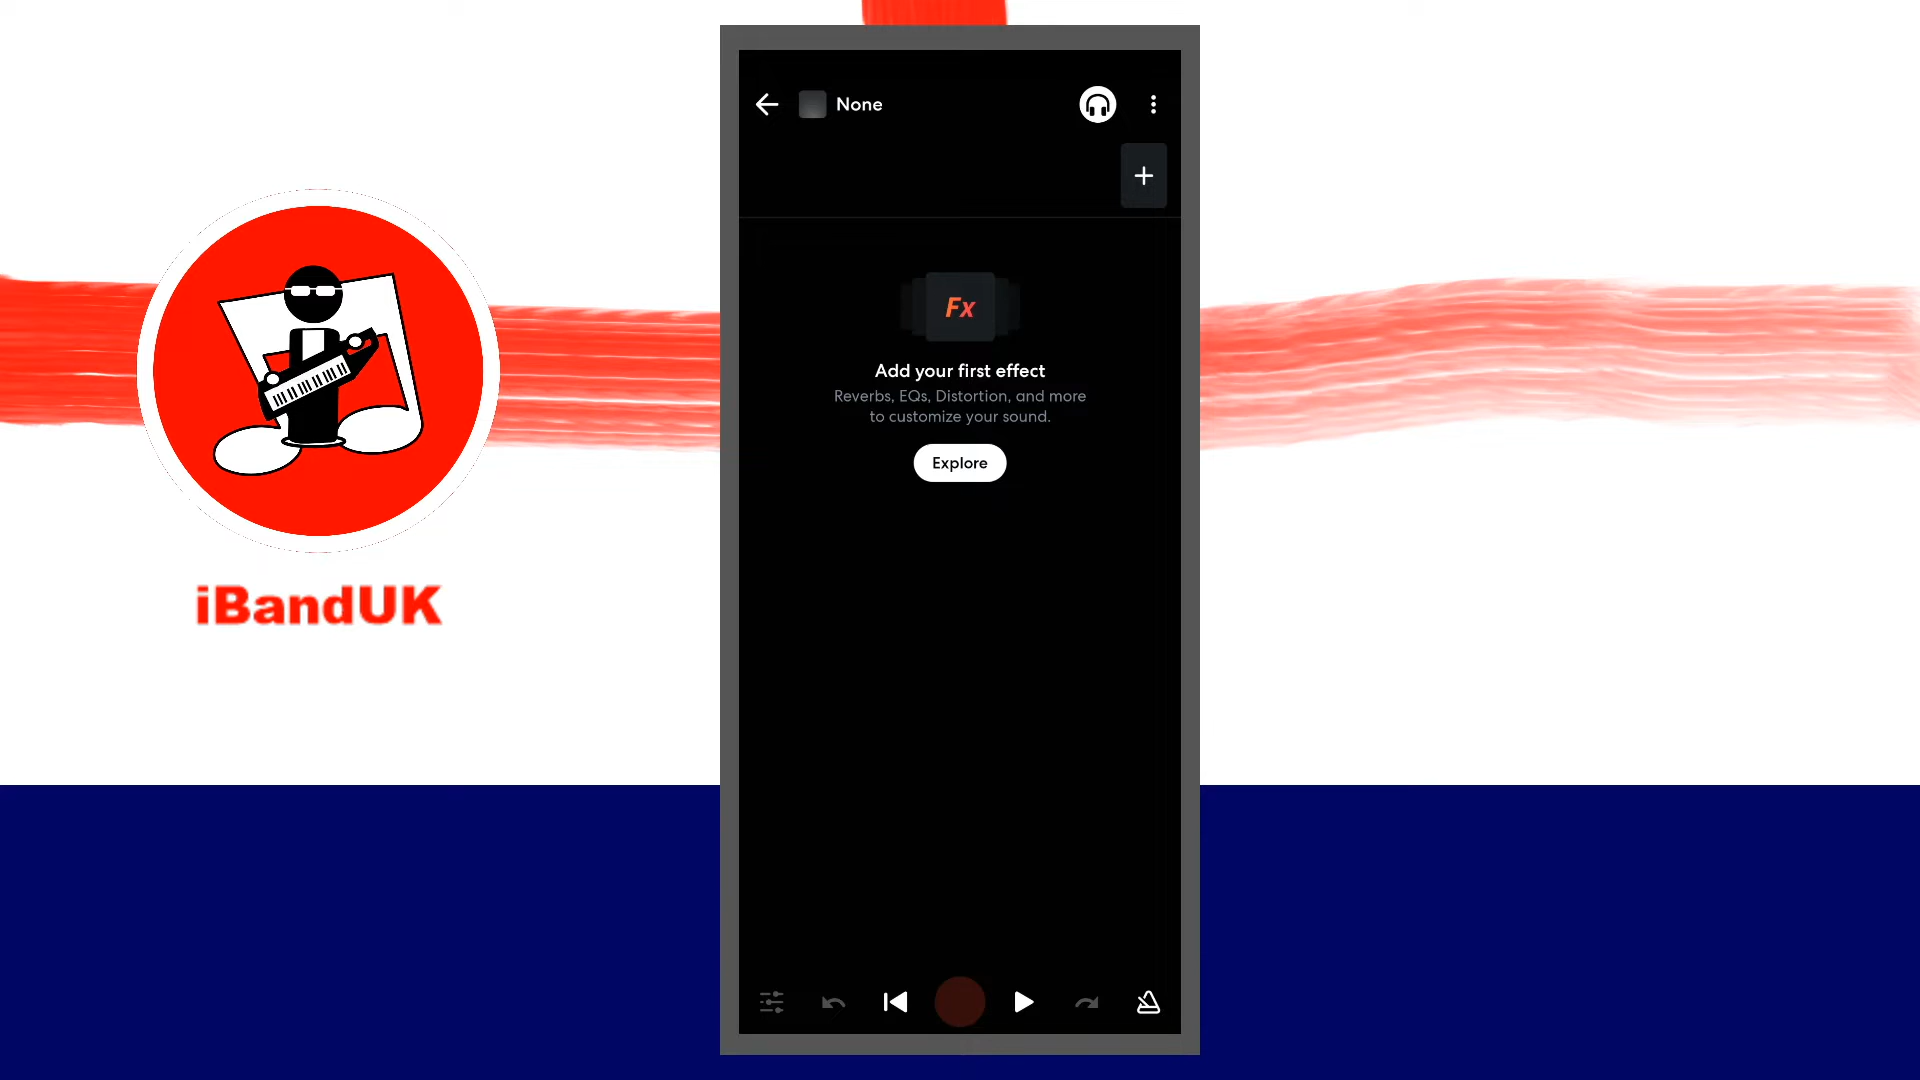 None
Fx
Add your first effect
Reverbs, EQs, Distortion, and more
to customize your sound.
Explore
iBandUK